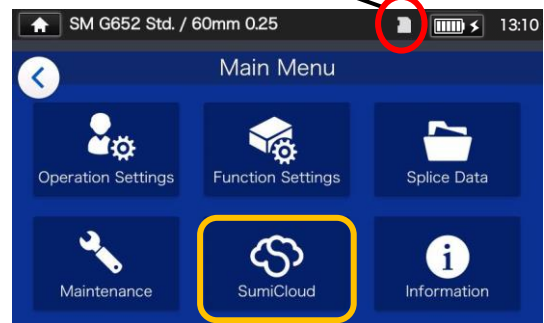 SM G652 Std. / 60mm 0.25 13:10
Main Menu
Operation Settings Function Settings Splice Data
Maintenance SumiCloud Information